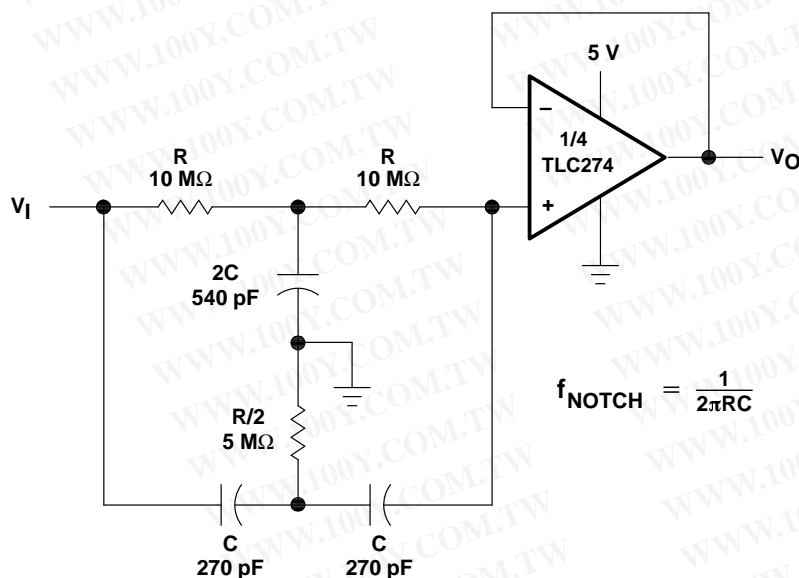 5 V
1/4
TLC274
−
+
R
10 MΩ
R
10 MΩ
VI
VO
2C
540 pF
fNOTCH = 1/2πRC
R/2
5 MΩ
C
270 pF
C
270 pF
WWW.100Y.COM.TW